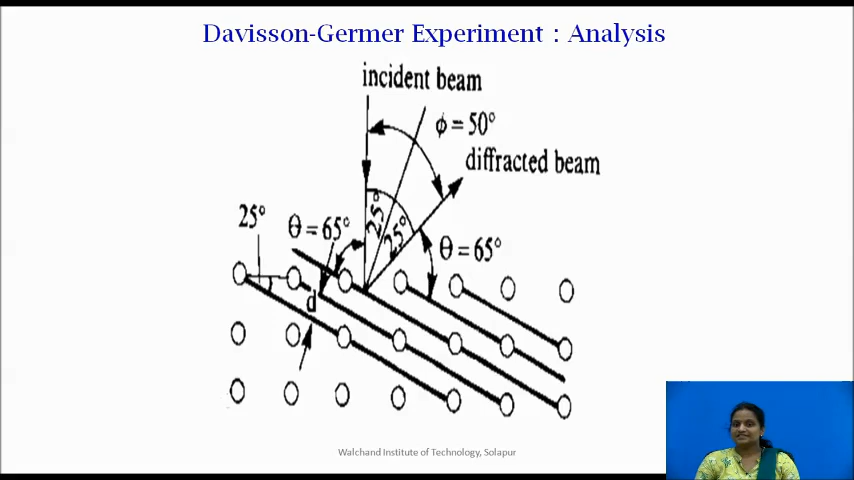 Davisson-Germer Experiment : Analysis
incident beam
ϕ = 50°
diffracted beam
25°
θ = 65°
25°
25°
θ = 65°
d
Walchand Institute of Technology, Solapur